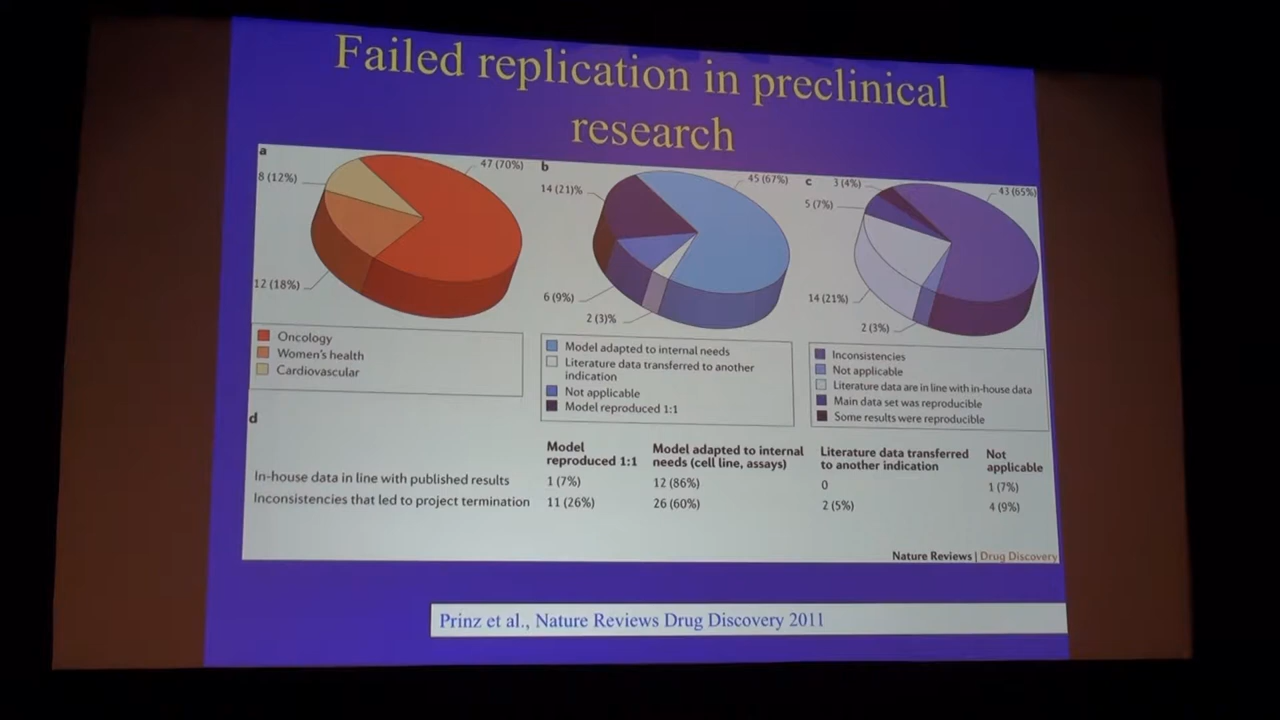 Failed replication in preclinical
research
a
47 (70%)
8 (12%)
12 (18%)
Oncology
Women's health
Cardiovascular
b
45 (67%)
14 (21)%
6 (9%)
2 (3)%
Model adapted to internal needs
Literature data transferred to another
indication
Not applicable
Model reproduced 1:1
c
3 (4%)
43 (65%)
5 (7%)
14 (21%)
2 (3%)
Inconsistencies
Not applicable
Literature data are in line with in-house data
Main data set was reproducible
Some results were reproducible
d
Model
reproduced 1:1
Model adapted to internal
needs (cell line, assays)
Literature data transferred
to another indication
Not
applicable
In-house data in line with published results 1 (7%) 12 (86%) 0 1 (7%)
Inconsistencies that led to project termination 11 (26%) 26 (60%) 2 (5%) 4 (9%)
Nature Reviews | Drug Discovery
Prinz et al., Nature Reviews Drug Discovery 2011